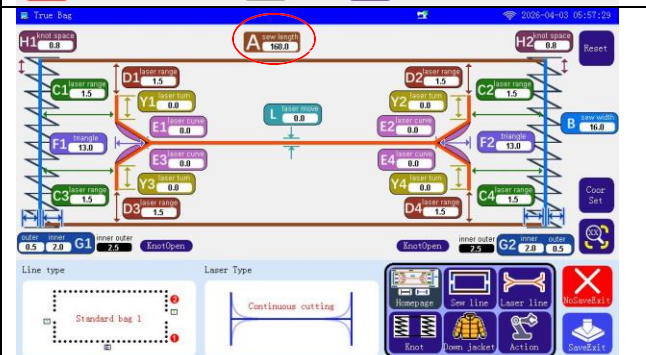 True Bag
2026-04-03 05:57:29
H1 knot space 0.8
A sew length 160.0
H2 knot space 0.8
Reset
D1 laser range 1.5
D2 laser range 1.5
C1 laser range 1.5
C2 laser range 1.5
Y1 laser turn 0.0
Y2 laser turn 0.0
L laser move 0.0
B sew width 16.0
E1 laser curve 0.0
E2 laser curve 0.0
F1 triangle 13.0
F2 triangle 13.0
E3 laser curve 0.0
E4 laser curve 0.0
Y3 laser turn 0.0
Y4 laser turn 0.0
C3 laser range 1.5
C4 laser range 1.5
Coor Set
D3 laser range 1.5
D4 laser range 1.5
XX
outer 0.5 inner 2.0 G1 inner outer 2.5
KnotOpen
KnotOpen
inner outer 2.5 G2 inner 2.0 outer 0.5
Line type
Laser Type
Standard bag 1
2
1
Continuous cutting
Homepage
Sew line
Laser line
NoSaveExit
Knot
Down jacket
Action
SaveExit